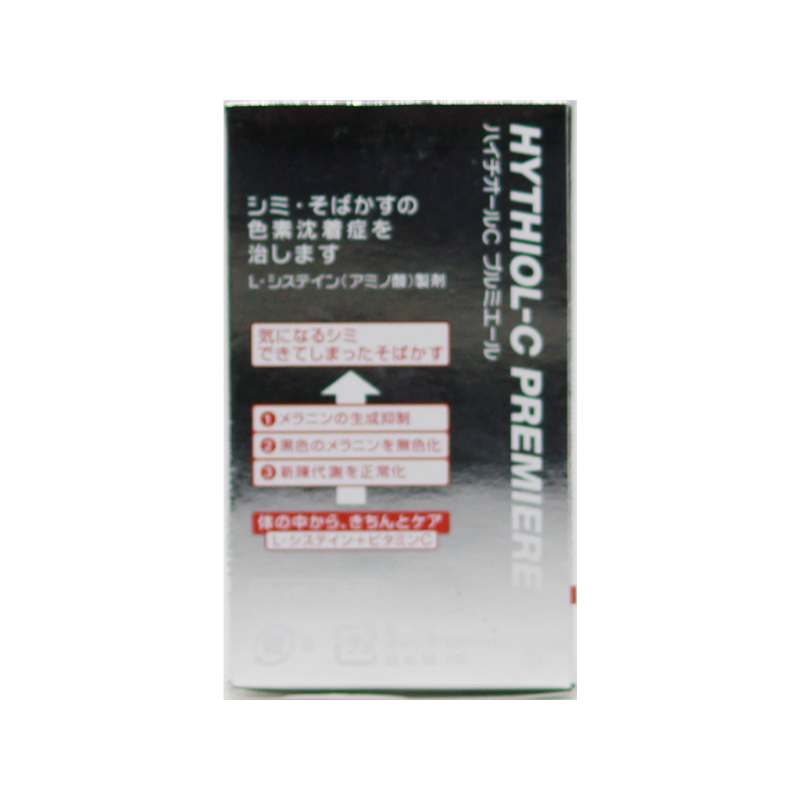 HYTHIOL-C PREMIERE
ハイチオールC プルミエール
シミ・そばかすの
色素沈着症を
治します
L-システイン(アミノ酸)製剤
気になるシミ
できてしまったそばかす
1 メラニンの生成抑制
2 黒色のメラニンを無色化
3 新陳代謝を正常化
体の中から、きちんとケア
L-システイン+ビタミンC